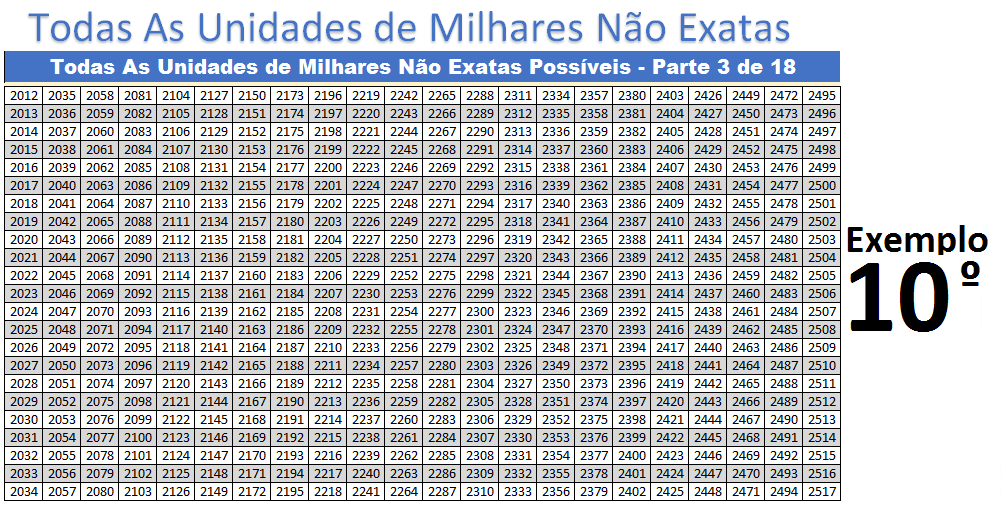 Todas As Unidades de Milhares Não Exatas
Todas As Unidades de Milhares Não Exatas Possíveis - Parte 3 de 18
2012 2035 2058 2081 2104 2127 2150 2173 2196 2219 2242 2265 2288 2311 2334 2357 2380 2403 2426 2449 2472 2495
2013 2036 2059 2082 2105 2128 2151 2174 2197 2220 2243 2266 2289 2312 2335 2358 2381 2404 2427 2450 2473 2496
2014 2037 2060 2083 2106 2129 2152 2175 2198 2221 2244 2267 2290 2313 2336 2359 2382 2405 2428 2451 2474 2497
2015 2038 2061 2084 2107 2130 2153 2176 2199 2222 2245 2268 2291 2314 2337 2360 2383 2406 2429 2452 2475 2498
2016 2039 2062 2085 2108 2131 2154 2177 2200 2223 2246 2269 2292 2315 2338 2361 2384 2407 2430 2453 2476 2499
2017 2040 2063 2086 2109 2132 2155 2178 2201 2224 2247 2270 2293 2316 2339 2362 2385 2408 2431 2454 2477 2500
2018 2041 2064 2087 2110 2133 2156 2179 2202 2225 2248 2271 2294 2317 2340 2363 2386 2409 2432 2455 2478 2501
2019 2042 2065 2088 2111 2134 2157 2180 2203 2226 2249 2272 2295 2318 2341 2364 2387 2410 2433 2456 2479 2502
2020 2043 2066 2089 2112 2135 2158 2181 2204 2227 2250 2273 2296 2319 2342 2365 2388 2411 2434 2457 2480 2503
2021 2044 2067 2090 2113 2136 2159 2182 2205 2228 2251 2274 2297 2320 2343 2366 2389 2412 2435 2458 2481 2504
2022 2045 2068 2091 2114 2137 2160 2183 2206 2229 2252 2275 2298 2321 2344 2367 2390 2413 2436 2459 2482 2505
2023 2046 2069 2092 2115 2138 2161 2184 2207 2230 2253 2276 2299 2322 2345 2368 2391 2414 2437 2460 2483 2506
2024 2047 2070 2093 2116 2139 2162 2185 2208 2231 2254 2277 2300 2323 2346 2369 2392 2415 2438 2461 2484 2507
2025 2048 2071 2094 2117 2140 2163 2186 2209 2232 2255 2278 2301 2324 2347 2370 2393 2416 2439 2462 2485 2508
2026 2049 2072 2095 2118 2141 2164 2187 2210 2233 2256 2279 2302 2325 2348 2371 2394 2417 2440 2463 2486 2509
2027 2050 2073 2096 2119 2142 2165 2188 2211 2234 2257 2280 2303 2326 2349 2372 2395 2418 2441 2464 2487 2510
2028 2051 2074 2097 2120 2143 2166 2189 2212 2235 2258 2281 2304 2327 2350 2373 2396 2419 2442 2465 2488 2511
2029 2052 2075 2098 2121 2144 2167 2190 2213 2236 2259 2282 2305 2328 2351 2374 2397 2420 2443 2466 2489 2512
2030 2053 2076 2099 2122 2145 2168 2191 2214 2237 2260 2283 2306 2329 2352 2375 2398 2421 2444 2467 2490 2513
2031 2054 2077 2100 2123 2146 2169 2192 2215 2238 2261 2284 2307 2330 2353 2376 2399 2422 2445 2468 2491 2514
2032 2055 2078 2101 2124 2147 2170 2193 2216 2239 2262 2285 2308 2331 2354 2377 2400 2423 2446 2469 2492 2515
2033 2056 2079 2102 2125 2148 2171 2194 2217 2240 2263 2286 2309 2332 2355 2378 2401 2424 2447 2470 2493 2516
2034 2057 2080 2103 2126 2149 2172 2195 2218 2241 2264 2287 2310 2333 2356 2379 2402 2425 2448 2471 2494 2517
Exemplo
10º